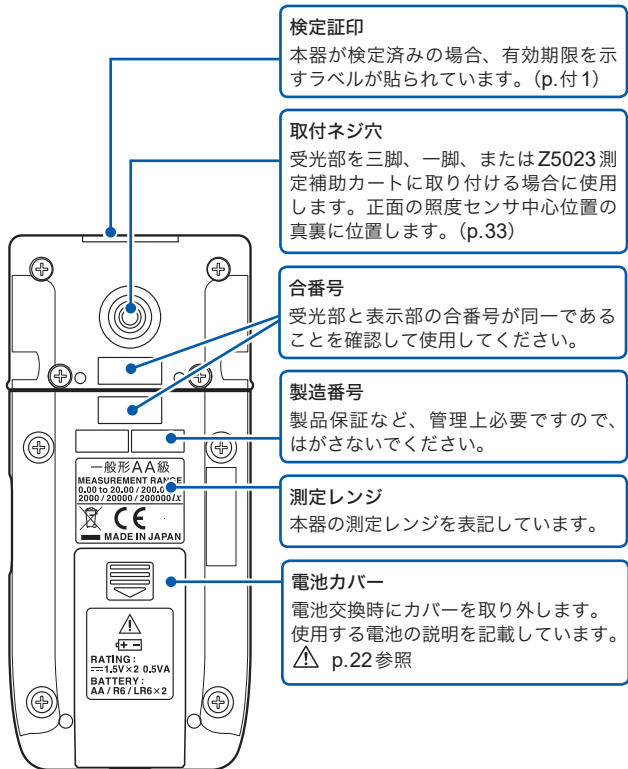 検定証印
本器が検定済みの場合、有効期限を示
すラベルが貼られています。（p.付1）
取付ネジ穴
受光部を三脚、一脚、またはZ5023測
定補助カートに取り付ける場合に使用
します。正面の照度センサ中心位置の
真裏に位置します。（p.33）
合番号
受光部と表示部の合番号が同一である
ことを確認して使用してください。
製造番号
製品保証など、管理上必要ですので、
はがさないでください。
測定レンジ
本器の測定レンジを表記しています。
電池カバー
電池交換時にカバーを取り外します。
使用する電池の説明を記載しています。
p.22参照
一般形AA級
MEASUREMENT RANGE
0.00 to 20.00 / 200.0
2000 / 20000 / 200000lx
CE
MADE IN JAPAN
RATING :
1.5V×2 0.5VA
BATTERY :
AA / R6 / LR6×2